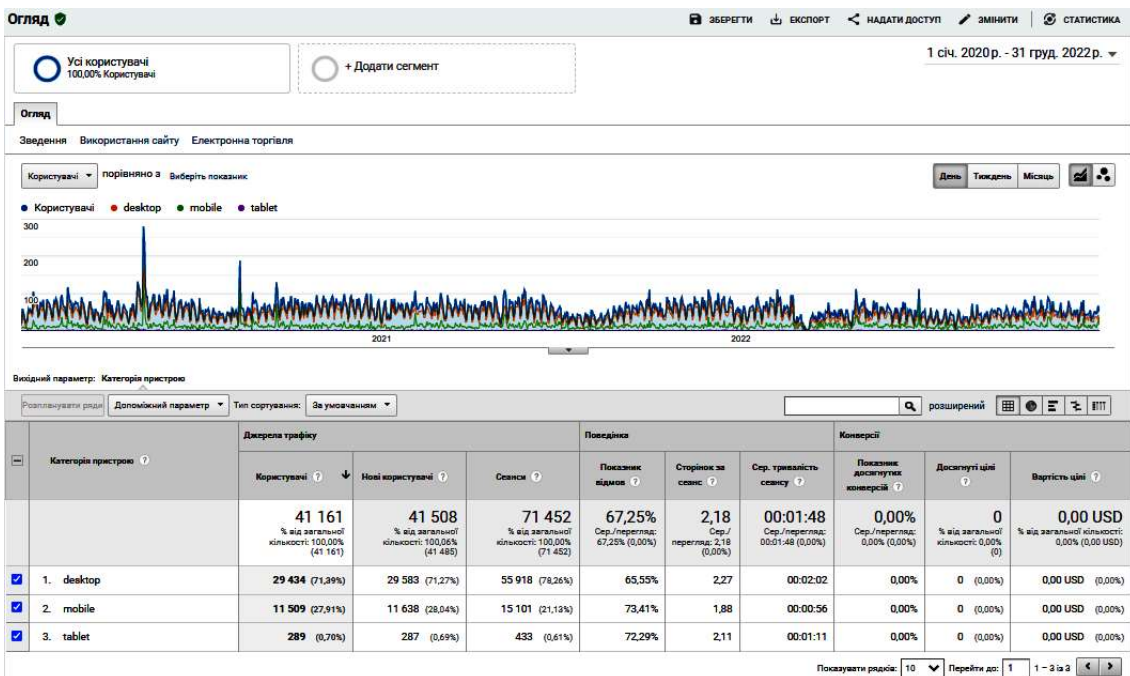 Огляд
ЗБЕРЕГТИ ЕКСПОРТ НАДАТИ ДОСТУП ЗМІНИТИ СТАТИСТИКА
Усі користувачі
100,00% Користувачі
+ Додати сегмент
1 січ. 2020 р. - 31 груд. 2022 р.
Огляд
Зведення Використання сайту Електронна торгівля
Користувачі порівняно з Виберіть показник
День Тиждень Місяць
Користувачі desktop mobile tablet
300
200
100
2021 2022
Вихідний параметр: Категорія пристрою
Розпланувати ряди Допоміжний параметр Тип сортування: За умовчанням розширений
Категорія пристрою ?
Джерела трафіку Поведінка Конверсії
Користувачі ? Нові користувачі ? Сеанси ? Показник відмов ? Сторінок за сеанс ? Сер. тривалість сеансу ? Показник досягнутих конверсій ? Досягнуті цілі ? Вартість цілі ?
41 161 41 508 71 452 67,25% 2,18 00:01:48 0,00% 0 0,00 USD
% від загальної кількості: 100,00% (41 161) % від загальної кількості: 100,06% (41 485) % від загальної кількості: 100,00% (71 452) Сер./перегляд: 67,25% (0,00%) Сер./перегляд: 2,18 (0,00%) Сер./перегляд: 00:01:48 (0,00%) Сер./перегляд: 0,00% (0,00%) % від загальної кількості: 0,00% (0) % від загальної кількості: 0,00% (0,00 USD)
1. desktop 29 434 (71,39%) 29 583 (71,27%) 55 918 (78,26%) 65,55% 2,27 00:02:02 0,00% 0 (0,00%) 0,00 USD (0,00%)
2. mobile 11 509 (27,91%) 11 638 (28,04%) 15 101 (21,13%) 73,41% 1,88 00:00:56 0,00% 0 (0,00%) 0,00 USD (0,00%)
3. tablet 289 (0,70%) 287 (0,69%) 433 (0,61%) 72,29% 2,11 00:01:11 0,00% 0 (0,00%) 0,00 USD (0,00%)
Показувати рядків: 10 Перейти до: 1 1 – 3 із 3